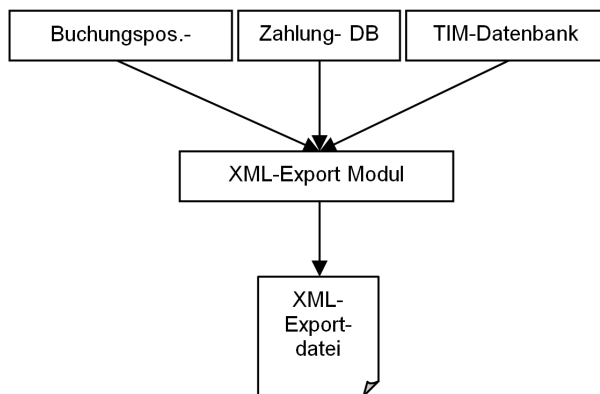 Buchungspos.-
Zahlung- DB
TIM-Datenbank
XML-Export Modul
XML-
Export-
datei